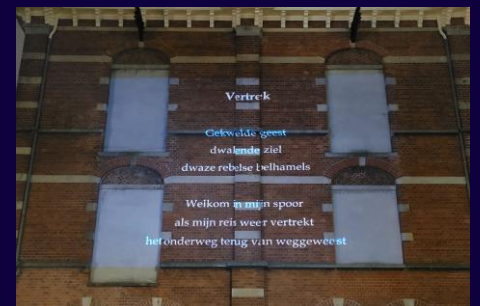 Vertrek
Gekwelde geest
dwalende ziel
dwaze rebelse belhamels
Welkom in mijn spoor
als mijn reis weer vertrekt
het onderweg terug van weggeweest